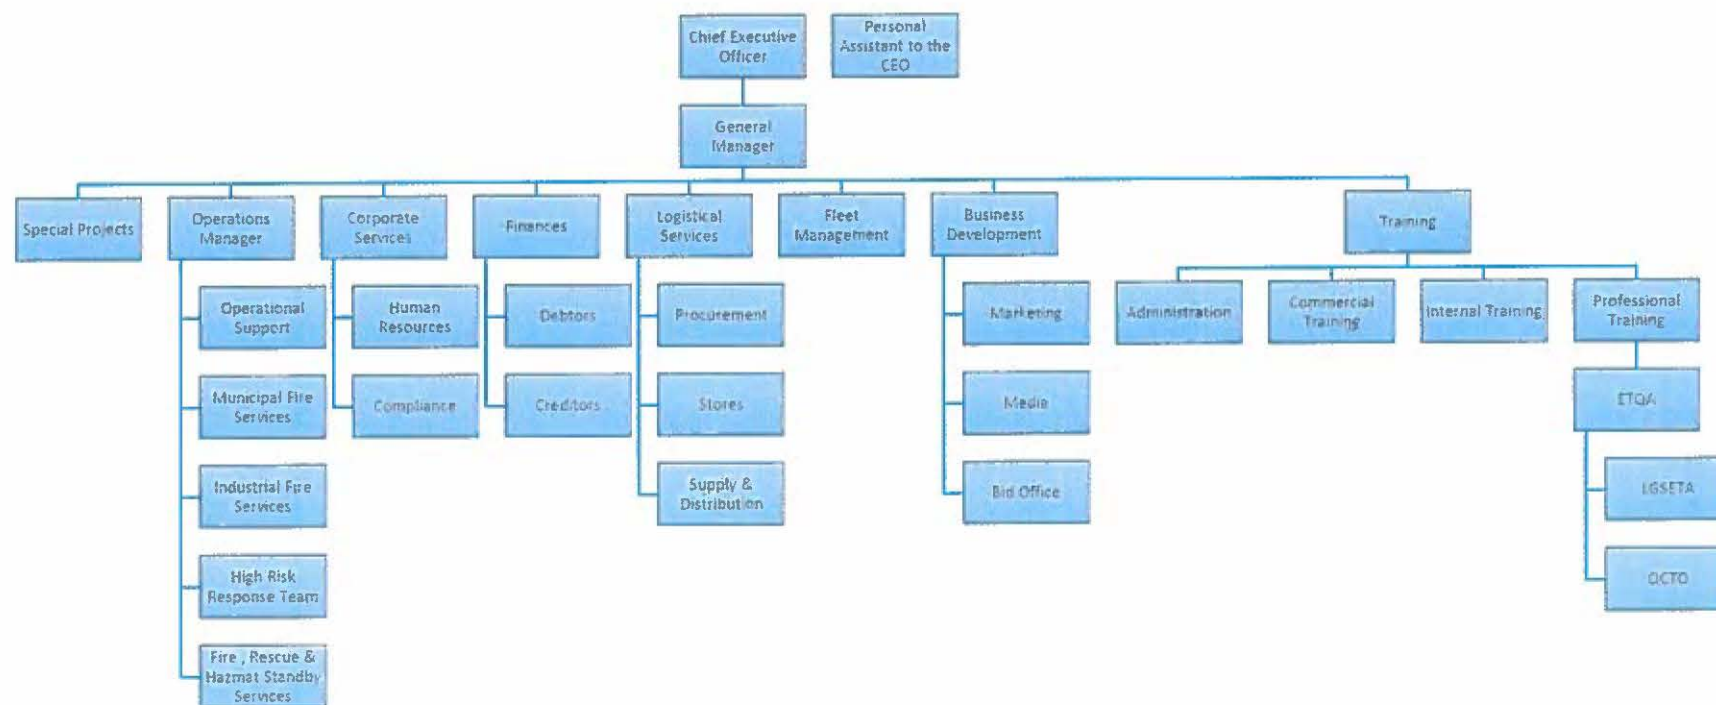 Chief Executive
Officer
Personal
Assistant to the
CEO
General
Manager
Special Projects
Operations
Manager
Corporate
Services
Finances
Logistical
Services
Fleet
Management
Business
Development
Training
Operational
Support
Municipal Fire
Services
Industrial Fire
Services
High Risk
Response Team
Fire , Rescue &
Hazmat Standby
Services
Human
Resources
Compliance
Debtors
Creditors
Procurement
Stores
Supply &
Distribution
Marketing
Media
Bid Office
Administration
Commercial
Training
Internal Training
Professional
Training
ETQA
LGSETA
QCTO